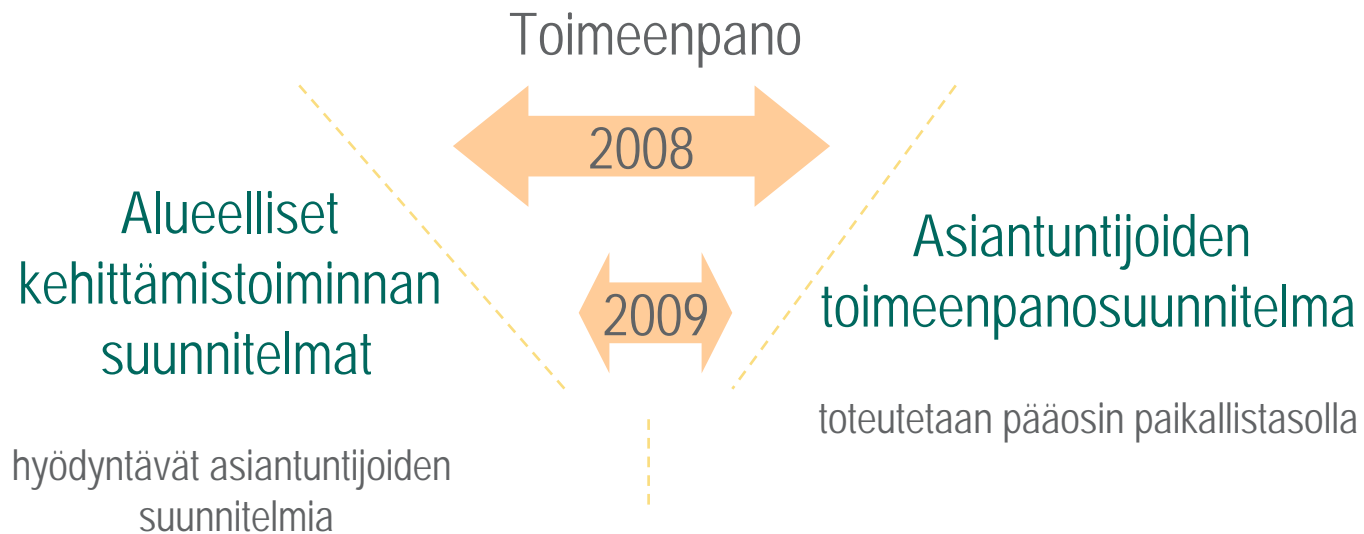 Toimeenpano
2008
2009
Alueelliset
kehittämistoiminnan
suunnitelmat
hyödyntävät asiantuntijoiden
suunnitelmia
Asiantuntijoiden
toimeenpanosuunnitelma
toteutetaan pääosin paikallistasolla